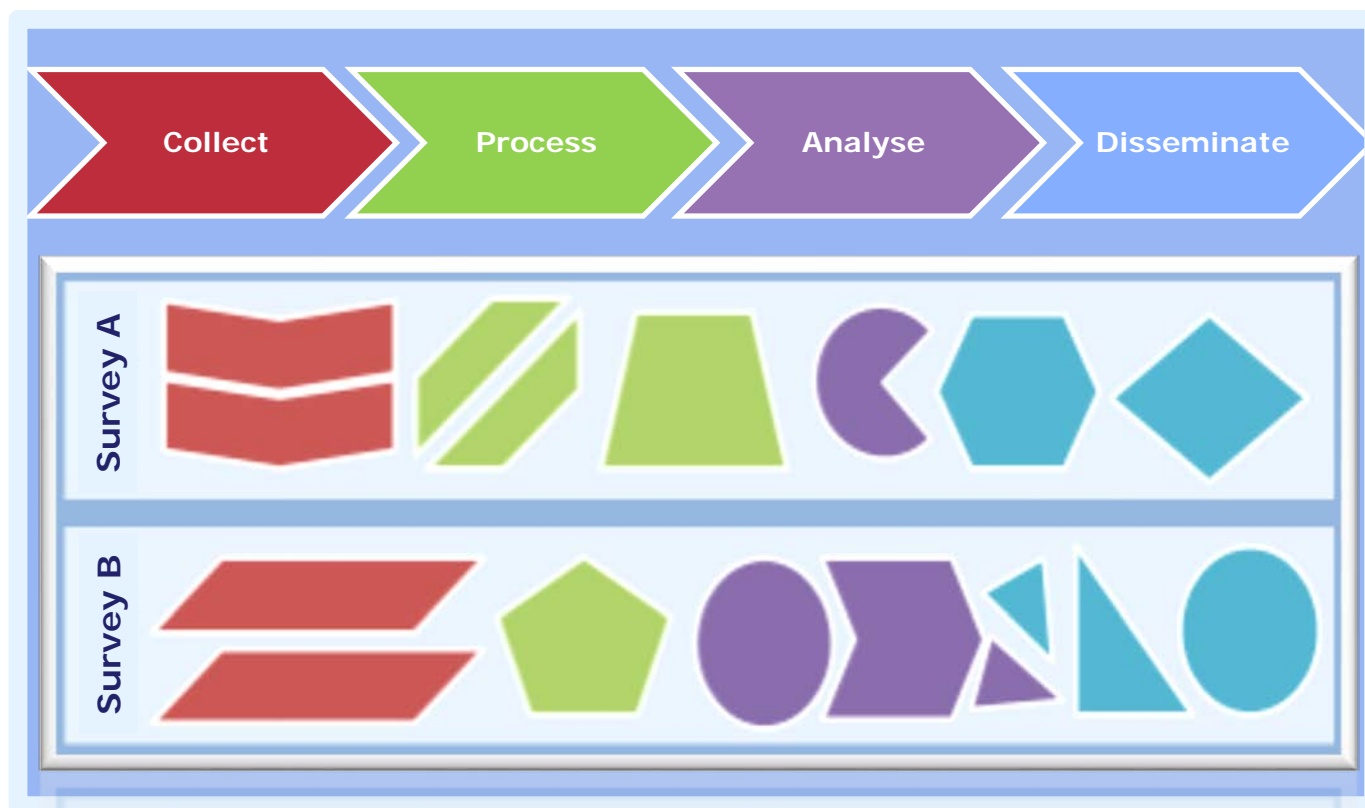 Collect
Process
Analyse
Disseminate
Survey A
Survey B